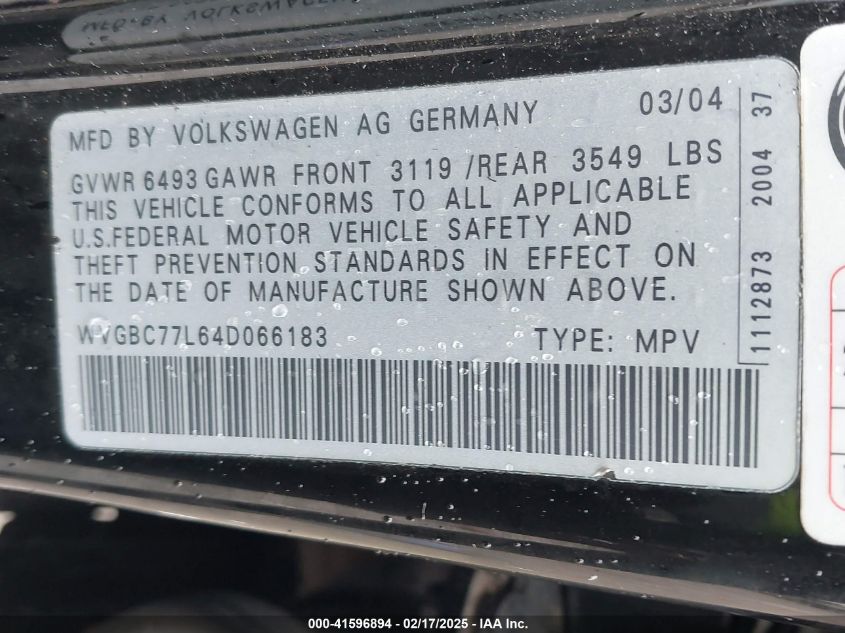 MFD BY VOLKSWAGEN AG GERMANY 03/04
GVWR 6493 GAWR FRONT 3119 /REAR 3549 LBS
THIS VEHICLE CONFORMS TO ALL APPLICABLE
U.S.FEDERAL MOTOR VEHICLE SAFETY AND
THEFT PREVENTION STANDARDS IN EFFECT ON
THE DATE OF MANUFACTURE SHOWN ABOVE.
WVGBC77L64D066183 TYPE: MPV
1112873 2004 37
000-41596894 - 02/17/2025 - IAA Inc.